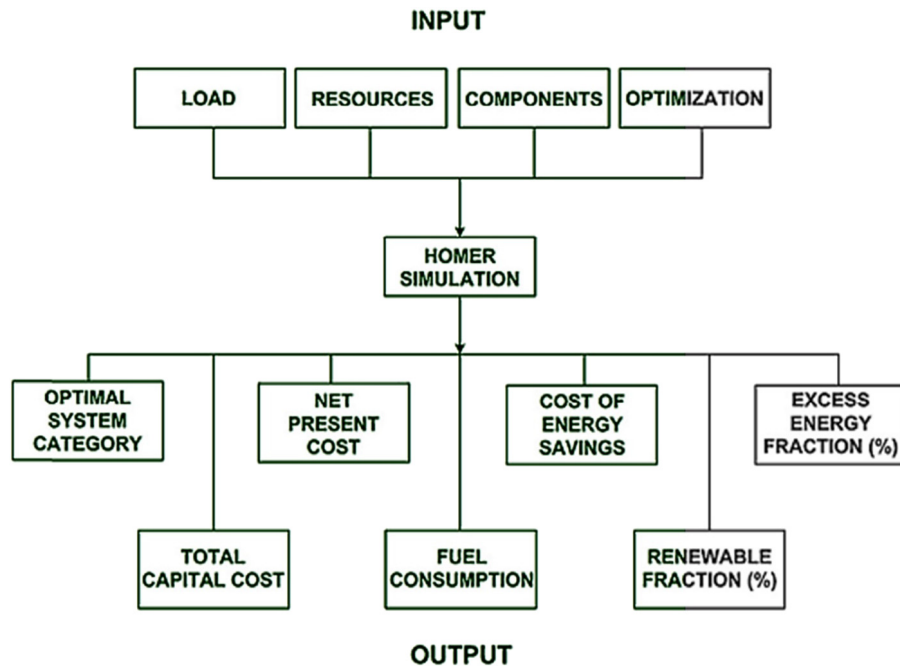 INPUT
LOAD
RESOURCES
COMPONENTS
OPTIMIZATION
HOMER
SIMULATION
OPTIMAL
SYSTEM
CATEGORY
NET
PRESENT
COST
COST OF
ENERGY
SAVINGS
EXCESS
ENERGY
FRACTION (%)
TOTAL
CAPITAL COST
FUEL
CONSUMPTION
RENEWABLE
FRACTION (%)
OUTPUT